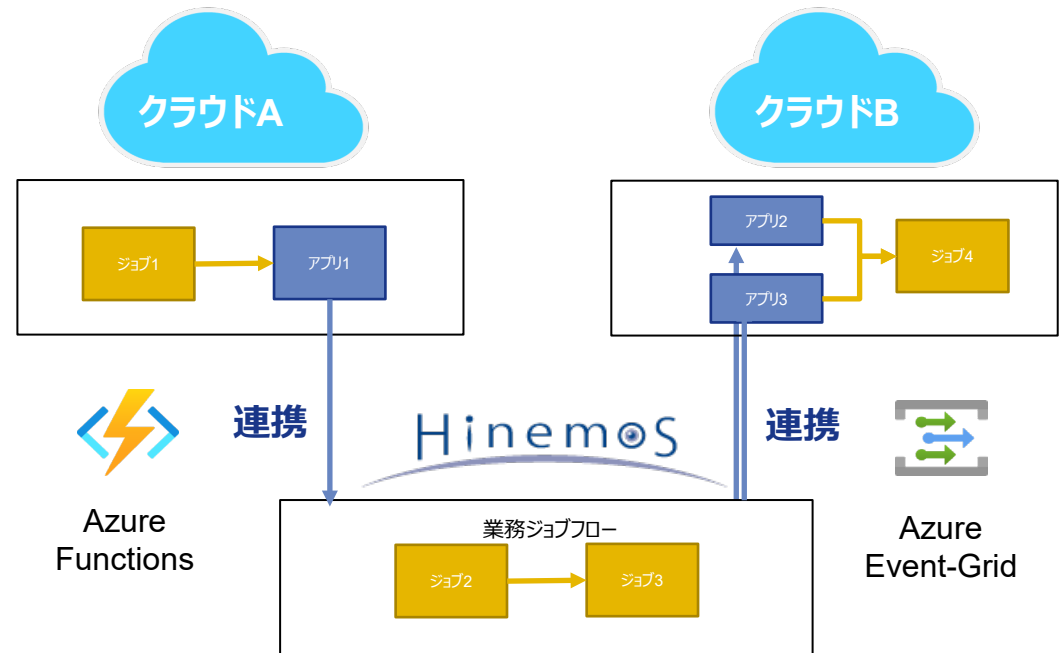 クラウドA
クラウドB
ジョブ1
アプリ1
アプリ2
アプリ3
ジョブ4
連携
Hinemos
連携
Azure
Functions
Azure
Event-Grid
業務ジョブフロー
ジョブ2
ジョブ3